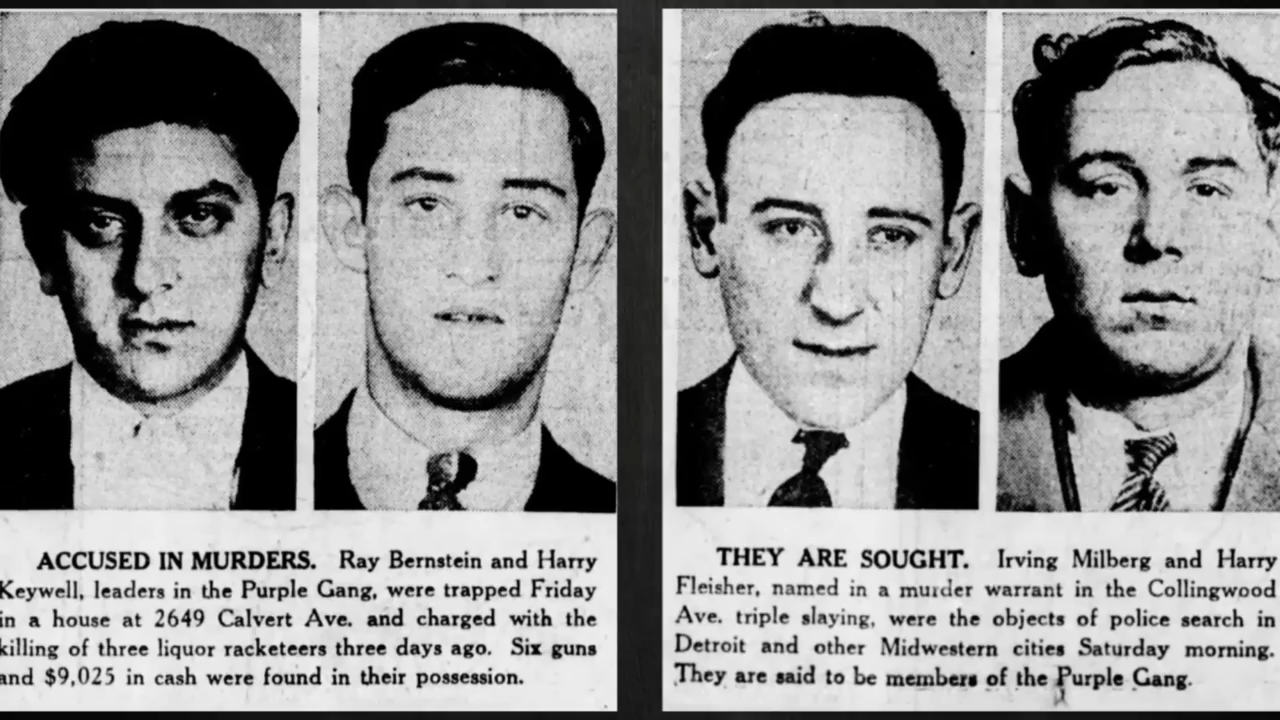 ACCUSED IN MURDERS. Ray Bernstein and Harry
Keywell, leaders in the Purple Gang, were trapped Friday
in a house at 2649 Calvert Ave. and charged with the
killing of three liquor racketeers three days ago. Six guns
and $9,025 in cash were found in their possession.
THEY ARE SOUGHT. Irving Milberg and Harry
Fleisher, named in a murder warrant in the Collingwood
Ave. triple slaying, were the objects of police search in
Detroit and other Midwestern cities Saturday morning.
They are said to be members of the Purple Gang.